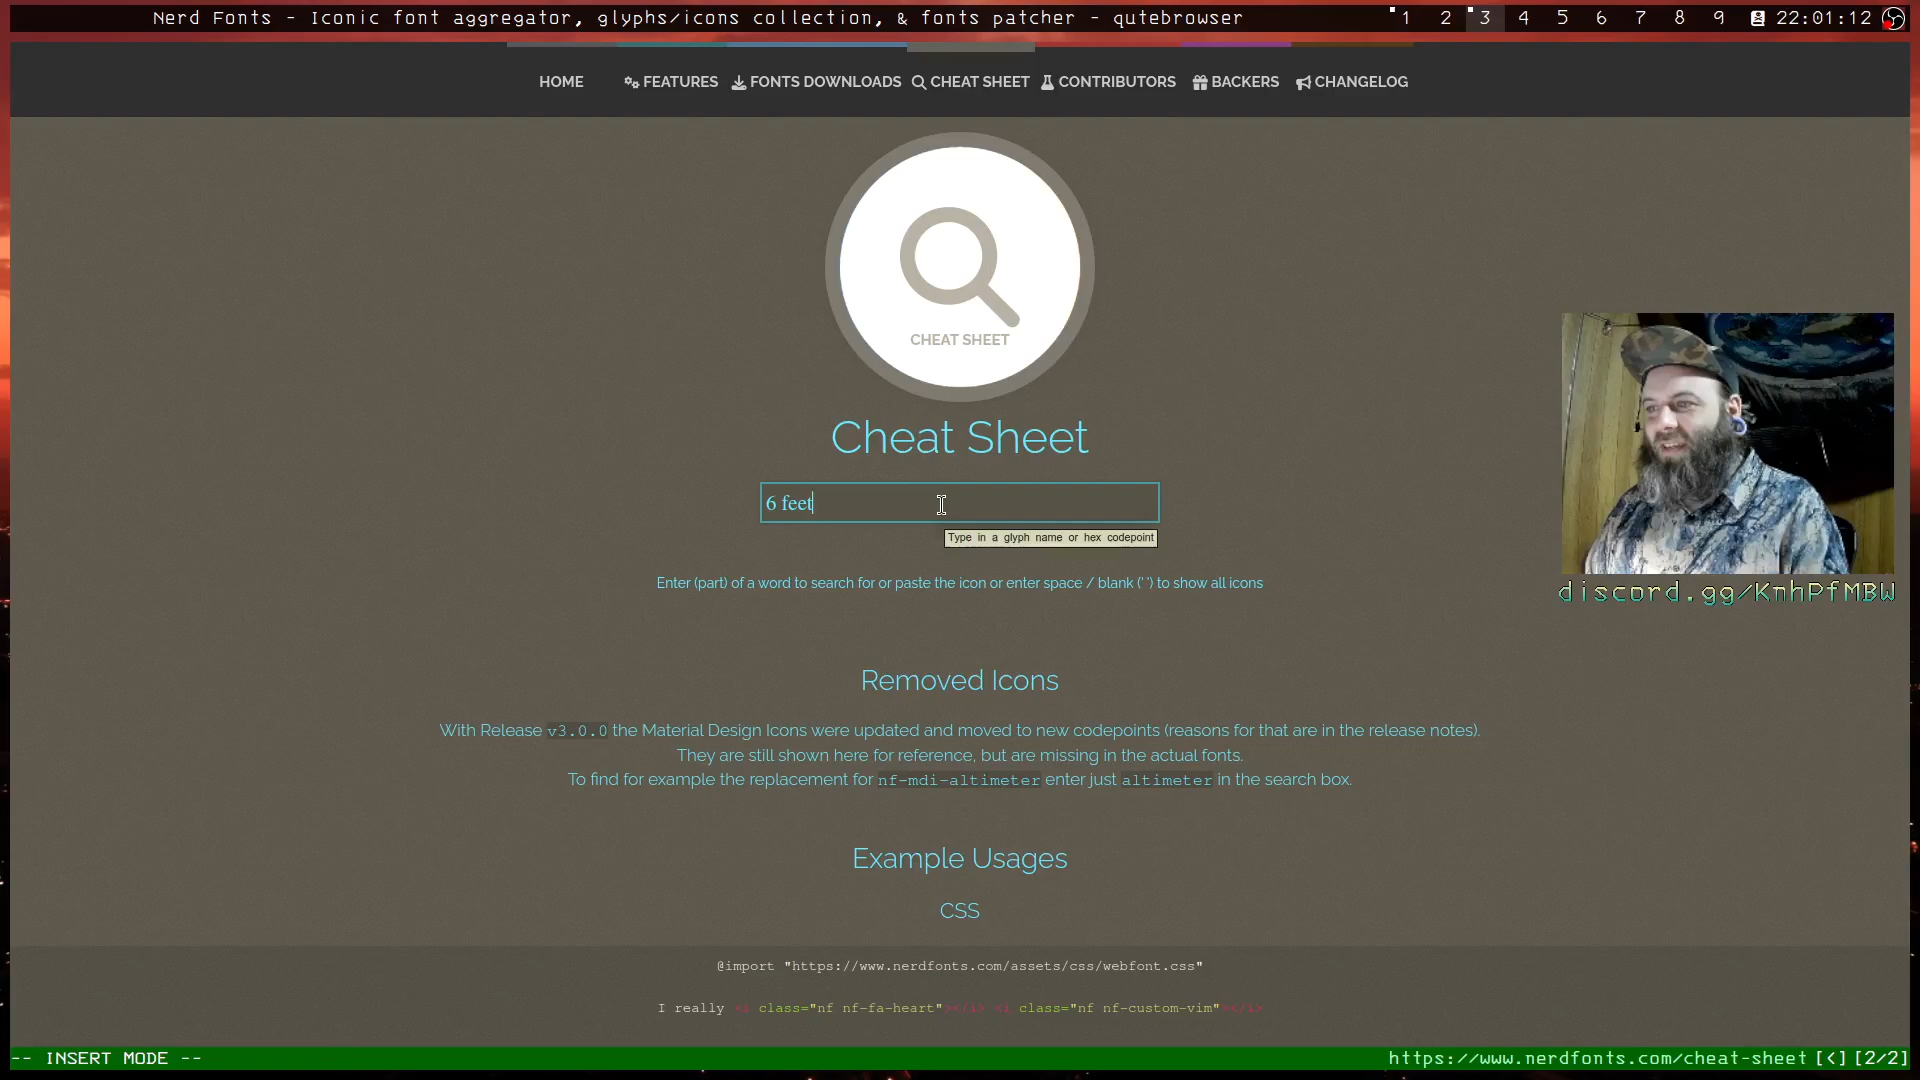 Nerd Fonts - Iconic font aggregator, glyphs/icons collection, & fonts patcher - qutebrowser
1 2 3 4 5 6 7 8 9 22:01:12
HOME FEATURES FONTS DOWNLOADS CHEAT SHEET CONTRIBUTORS BACKERS CHANGELOG
CHEAT SHEET
Cheat Sheet
6 feet
Type in a glyph name or hex codepoint
Enter (part) of a word to search for or paste the icon or enter space / blank (' ') to show all icons
discord.gg/KnhPfMBW
Removed Icons
With Release v3.0.0 the Material Design Icons were updated and moved to new codepoints (reasons for that are in the release notes).
They are still shown here for reference, but are missing in the actual fonts.
To find for example the replacement for nf-mdi-altimeter enter just altimeter in the search box.
Example Usages
CSS
@import "https://www.nerdfonts.com/assets/css/webfont.css"
I really <i class="nf nf-fa-heart"></i> <i class="nf nf-custom-vim"></i>
-- INSERT MODE -- https://www.nerdfonts.com/cheat-sheet [<] [2/2]